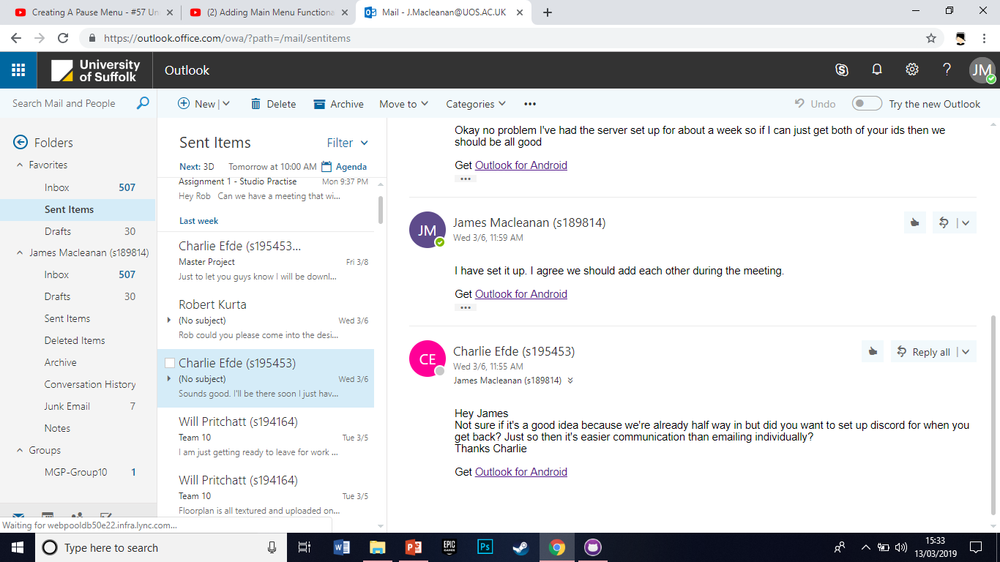 Creating A Pause Menu - #57 Un
(2) Adding Main Menu Functiona
Mail - J.Macleanan@UOS.AC.UK
https://outlook.office.com/owa/?path=/mail/sentitems
University of Suffolk
Outlook
JM
Search Mail and People
New
Delete
Archive
Move to
Categories
Undo
Try the new Outlook
Folders
Favorites
Inbox 507
Sent Items
Drafts 30
James Macleanan (s189814)
Inbox 507
Drafts 30
Sent Items
Deleted Items
Archive
Conversation History
Junk Email 7
Notes
Groups
MGP-Group10 1
Sent Items
Filter
Next: 3D Tomorrow at 10:00 AM Agenda
Assignment 1 - Studio Practise Mon 9:37 PM
Hey Rob Can we have a meeting that wi...
Last week
Charlie Efde (s195453...
Master Project Fri 3/8
Just to let you guys know I will be downl...
Robert Kurta
(No subject) Wed 3/6
Rob could you please come into the desi...
Charlie Efde (s195453)
(No subject) Wed 3/6
Sounds good. I'll be there soon I just hav...
Will Pritchatt (s194164)
Team 10 Tue 3/5
I am just getting ready to leave for work ...
Will Pritchatt (s194164)
Team 10 Tue 3/5
Floorplan is all textured and uploaded on...
Okay no problem I've had the server set up for about a week so if I can just get both of your ids then we
should be all good
Get Outlook for Android
JM
James Macleanan (s189814)
Wed 3/6, 11:59 AM
I have set it up. I agree we should add each other during the meeting.
Get Outlook for Android
CE
Charlie Efde (s195453)
Wed 3/6, 11:55 AM
James Macleanan (s189814)
Reply all
Hey James
Not sure if it's a good idea because we're already half way in but did you want to set up discord for when you
get back? Just so then it's easier communication than emailing individually?
Thanks Charlie
Get Outlook for Android
Waiting for webpooldb50e22.infra.lync.com...
Type here to search
EPIC
GAMES
Ps
15:33
13/03/2019